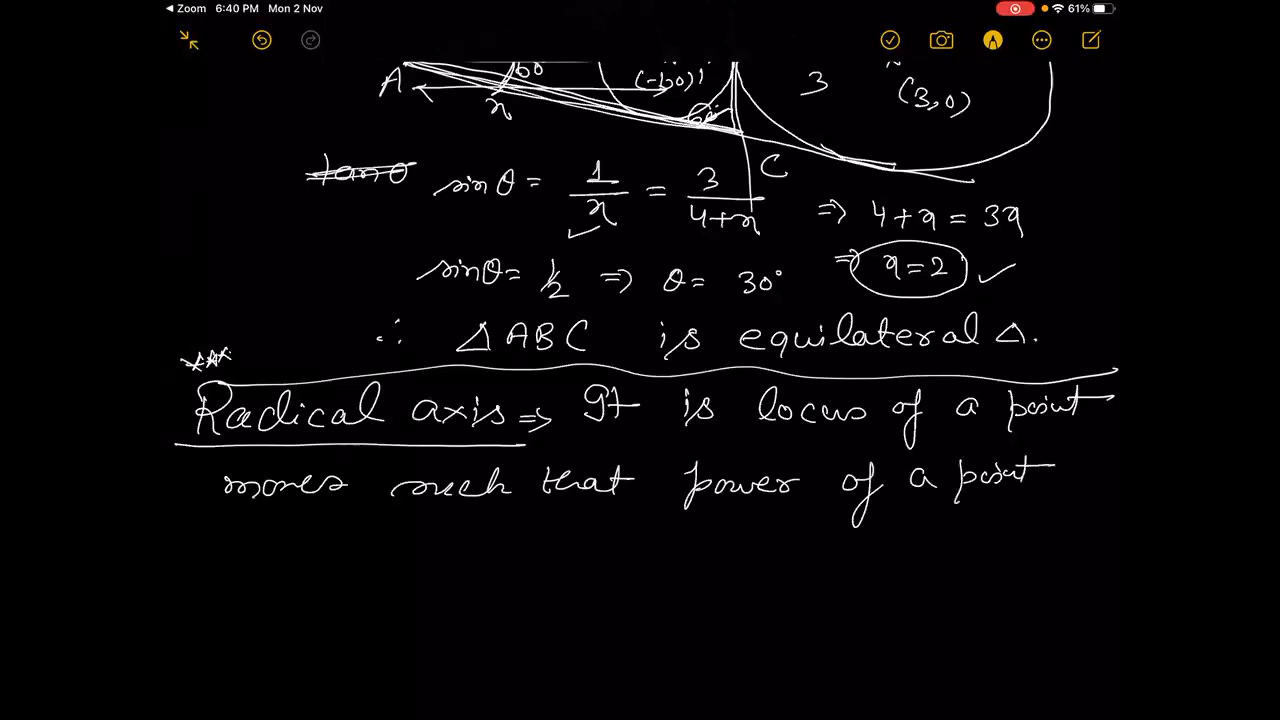 Zoom 6:40 PM Mon 2 Nov 61%
60 (-1,0) 3 (3,0)
A x
C
tanθ sinθ = 1/x = 3/4+x ⇒ 4+x = 3x
sinθ = 1/2 ⇒ θ = 30° ⇒ x=2 ✓
∴ △ABC is equilateral △.
Radical axis ⇒ It is locus of a point
moves such that power of a point